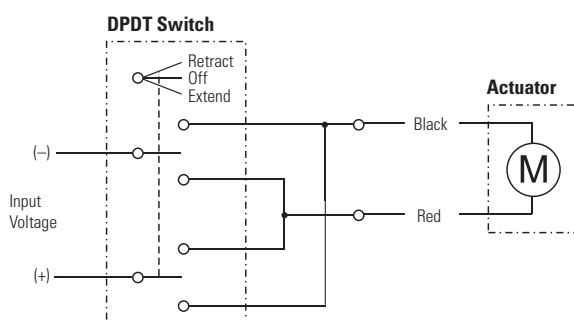 DPDT Switch
Retract
Off
Extend
Actuator
Black
(–)
M
Input
Voltage
Red
(+)